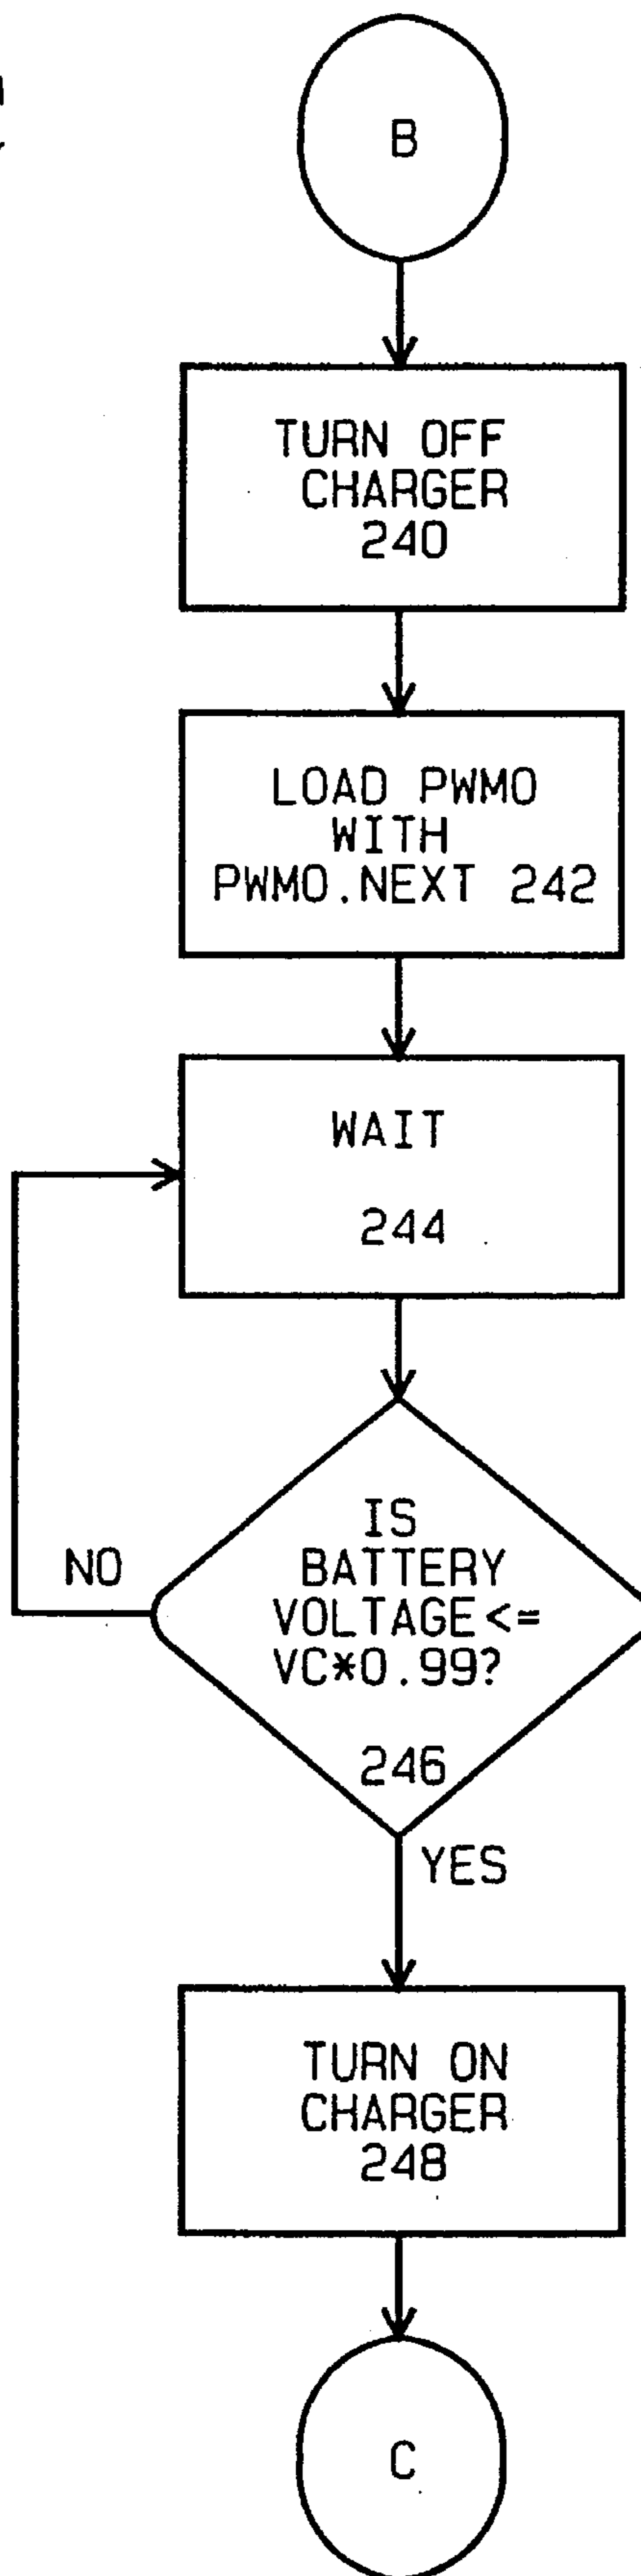 B
TURN OFF
CHARGER
240
LOAD PWMO
WITH
PWMO.NEXT 242
WAIT
244
IS
BATTERY
VOLTAGE<=
VC*0.99?
246
NO
YES
TURN ON
CHARGER
248
C